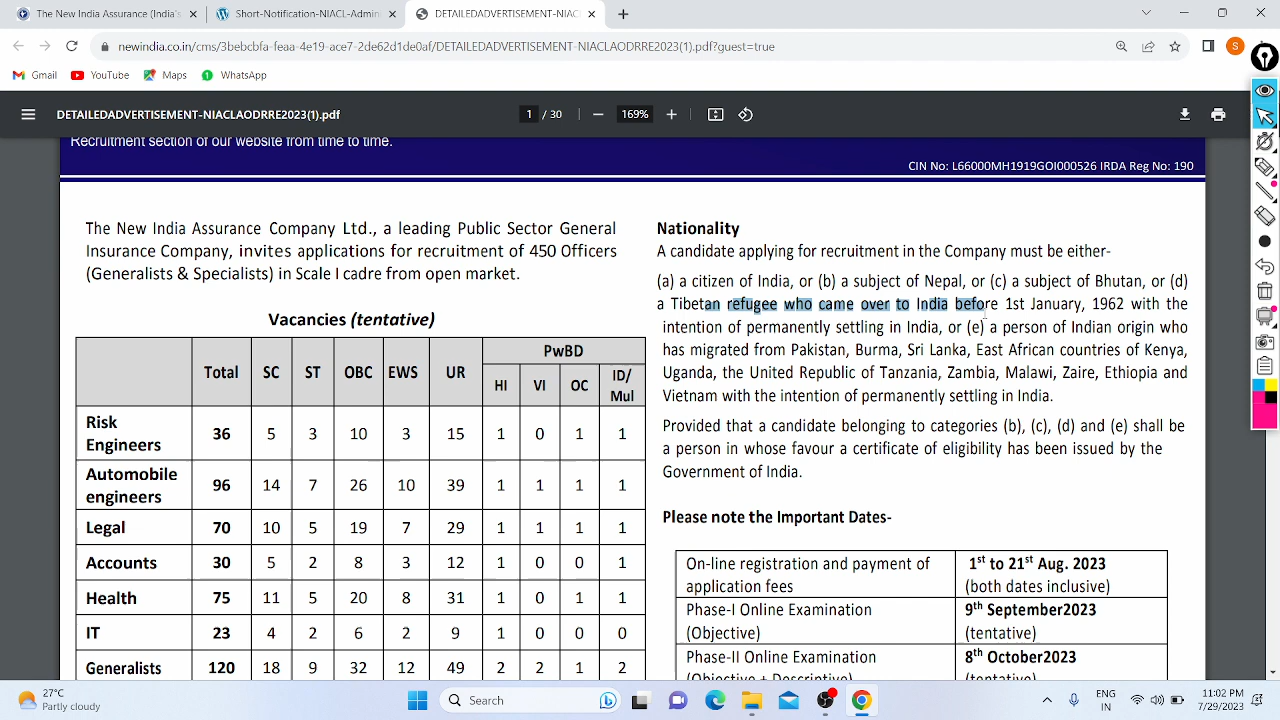 The New India Assurance (India's
Short-Notification-NIACL-Admin
DETAILEDADVERTISEMENT-NIAC
newindia.co.in/cms/3bebcbfa-feaa-4e19-ace7-2de62d1de0af/DETAILEDADVERTISEMENT-NIACLAODRRE2023(1).pdf?guest=true
S
Gmail YouTube Maps WhatsApp
DETAILEDADVERTISEMENT-NIACLAODRRE2023(1).pdf
1 / 30
169%
Recruitment section of our website from time to time.
CIN No: L66000MH1919GOI000526 IRDA Reg No: 190
The New India Assurance Company Ltd., a leading Public Sector General
Insurance Company, invites applications for recruitment of 450 Officers
(Generalists & Specialists) in Scale I cadre from open market.
Vacancies (tentative)
Total SC ST OBC EWS UR PwBD
HI VI OC ID/
Mul
Risk
Engineers 36 5 3 10 3 15 1 0 1 1
Automobile
engineers 96 14 7 26 10 39 1 1 1 1
Legal 70 10 5 19 7 29 1 1 1 1
Accounts 30 5 2 8 3 12 1 0 0 1
Health 75 11 5 20 8 31 1 0 1 1
IT 23 4 2 6 2 9 1 0 0 0
Generalists 120 18 9 32 12 49 2 2 1 2
Nationality
A candidate applying for recruitment in the Company must be either-
(a) a citizen of India, or (b) a subject of Nepal, or (c) a subject of Bhutan, or (d)
a Tibetan refugee who came over to India before 1st January, 1962 with the
intention of permanently settling in India, or (e) a person of Indian origin who
has migrated from Pakistan, Burma, Sri Lanka, East African countries of Kenya,
Uganda, the United Republic of Tanzania, Zambia, Malawi, Zaire, Ethiopia and
Vietnam with the intention of permanently settling in India.
Provided that a candidate belonging to categories (b), (c), (d) and (e) shall be
a person in whose favour a certificate of eligibility has been issued by the
Government of India.
Please note the Important Dates-
On-line registration and payment of 1st to 21st Aug. 2023
application fees (both dates inclusive)
Phase-I Online Examination 9th September2023
(Objective) (tentative)
Phase-II Online Examination 8th October2023
(Objective + Descriptive) (tentative)
27°C
Partly cloudy
Search
ENG
IN
11:02 PM
7/29/2023